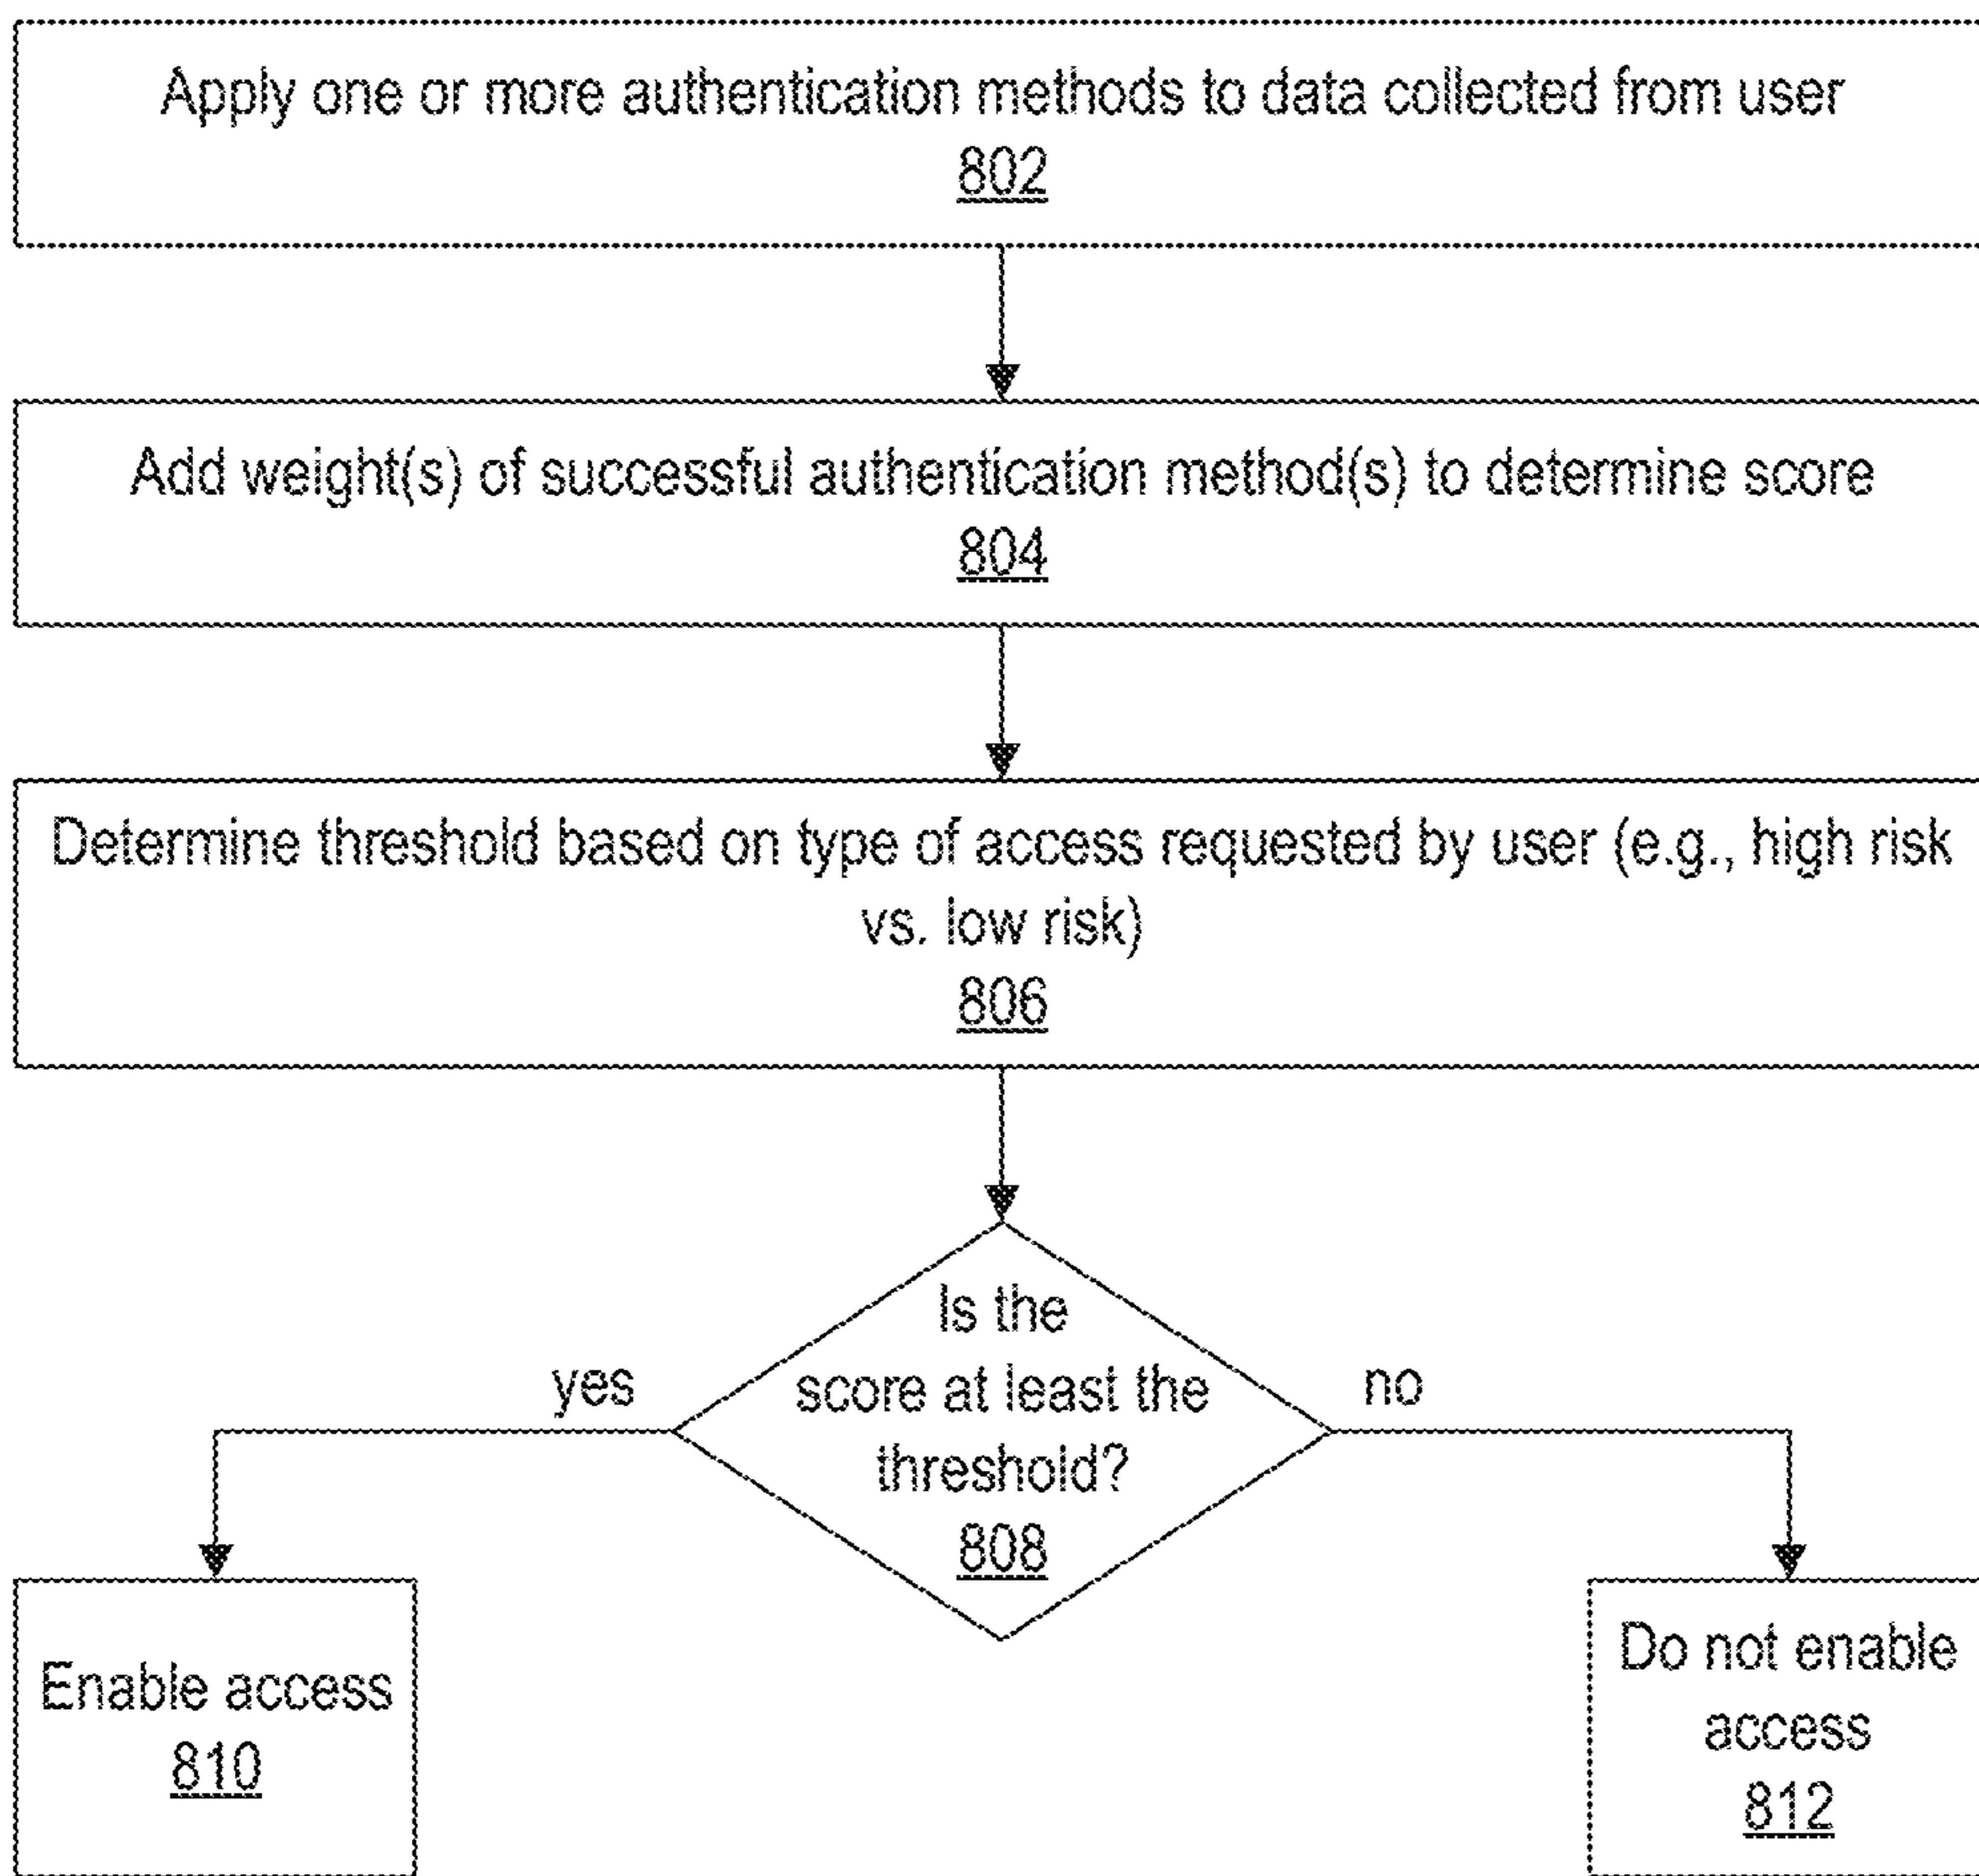 Apply one or more authentication methods to data collected from user
802
Add weight(s) of successful authentication method(s) to determine score
804
Determine threshold based on type of access requested by user (e.g., high risk
vs. low risk)
806
Is the
score at least the
threshold?
808
yes
no
Enable access
810
Do not enable
access
812